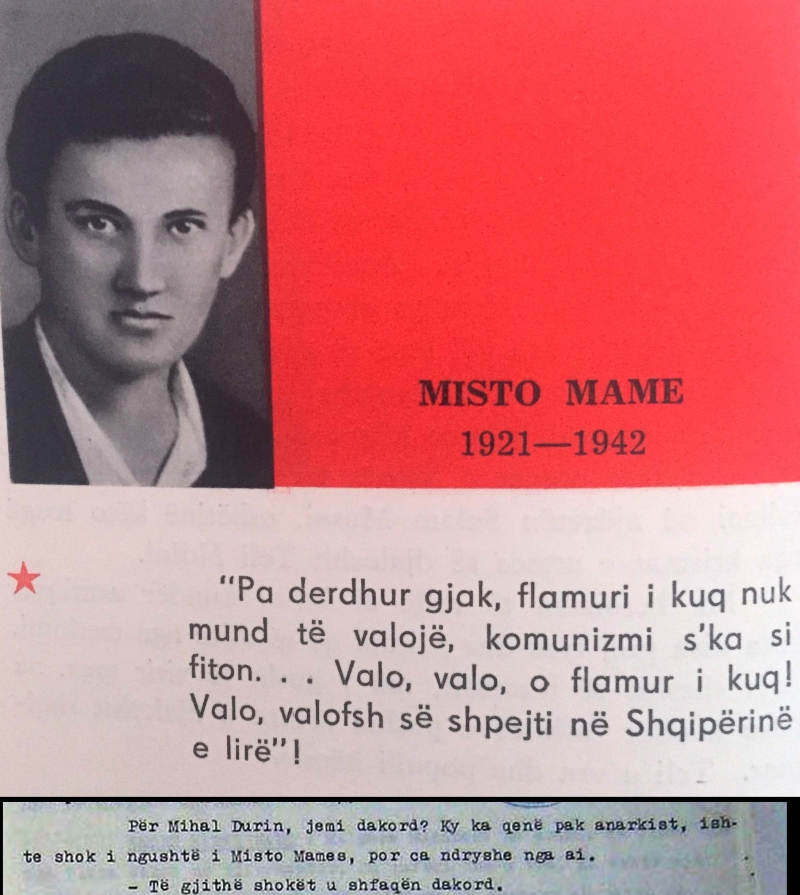 MISTO MAME
1921—1942
“Pa derdhur gjak, flamuri i kuq nuk
mund të valojë, komunizmi s’ka si
fiton. . . Valo, valo, o flamur i kuq!
Valo, valofsh së shpejti në Shqipërinë
e lirë”!
Për Mihal Durin, jemi dakord? Ky ka qenë pak anarkist, ish-
te shok i ngushtë i Misto Mames, por ca ndryshe nga ai.
- Të gjithë shokët u shfaqën dakord.